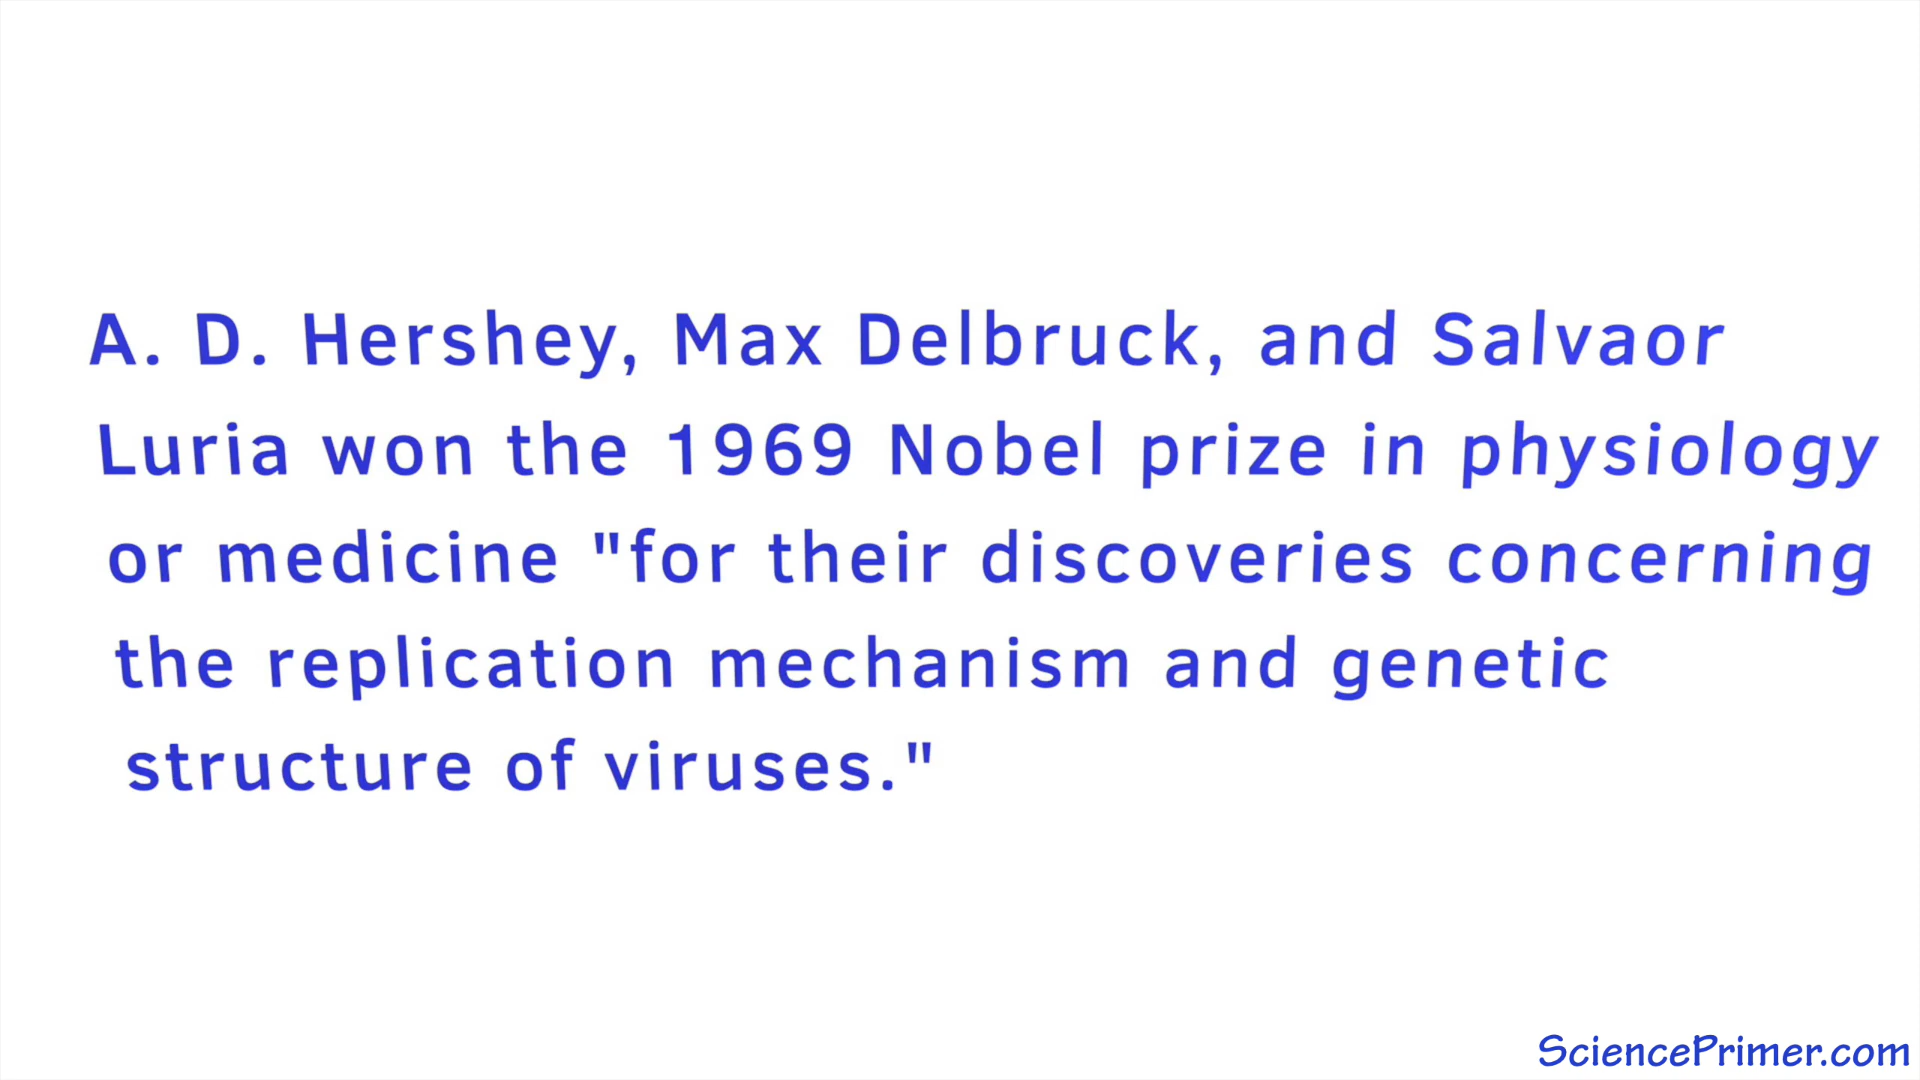 A. D. Hershey, Max Delbruck, and Salvaor
Luria won the 1969 Nobel prize in physiology
or medicine "for their discoveries concerning
the replication mechanism and genetic
structure of viruses."
SciencePrimer.com